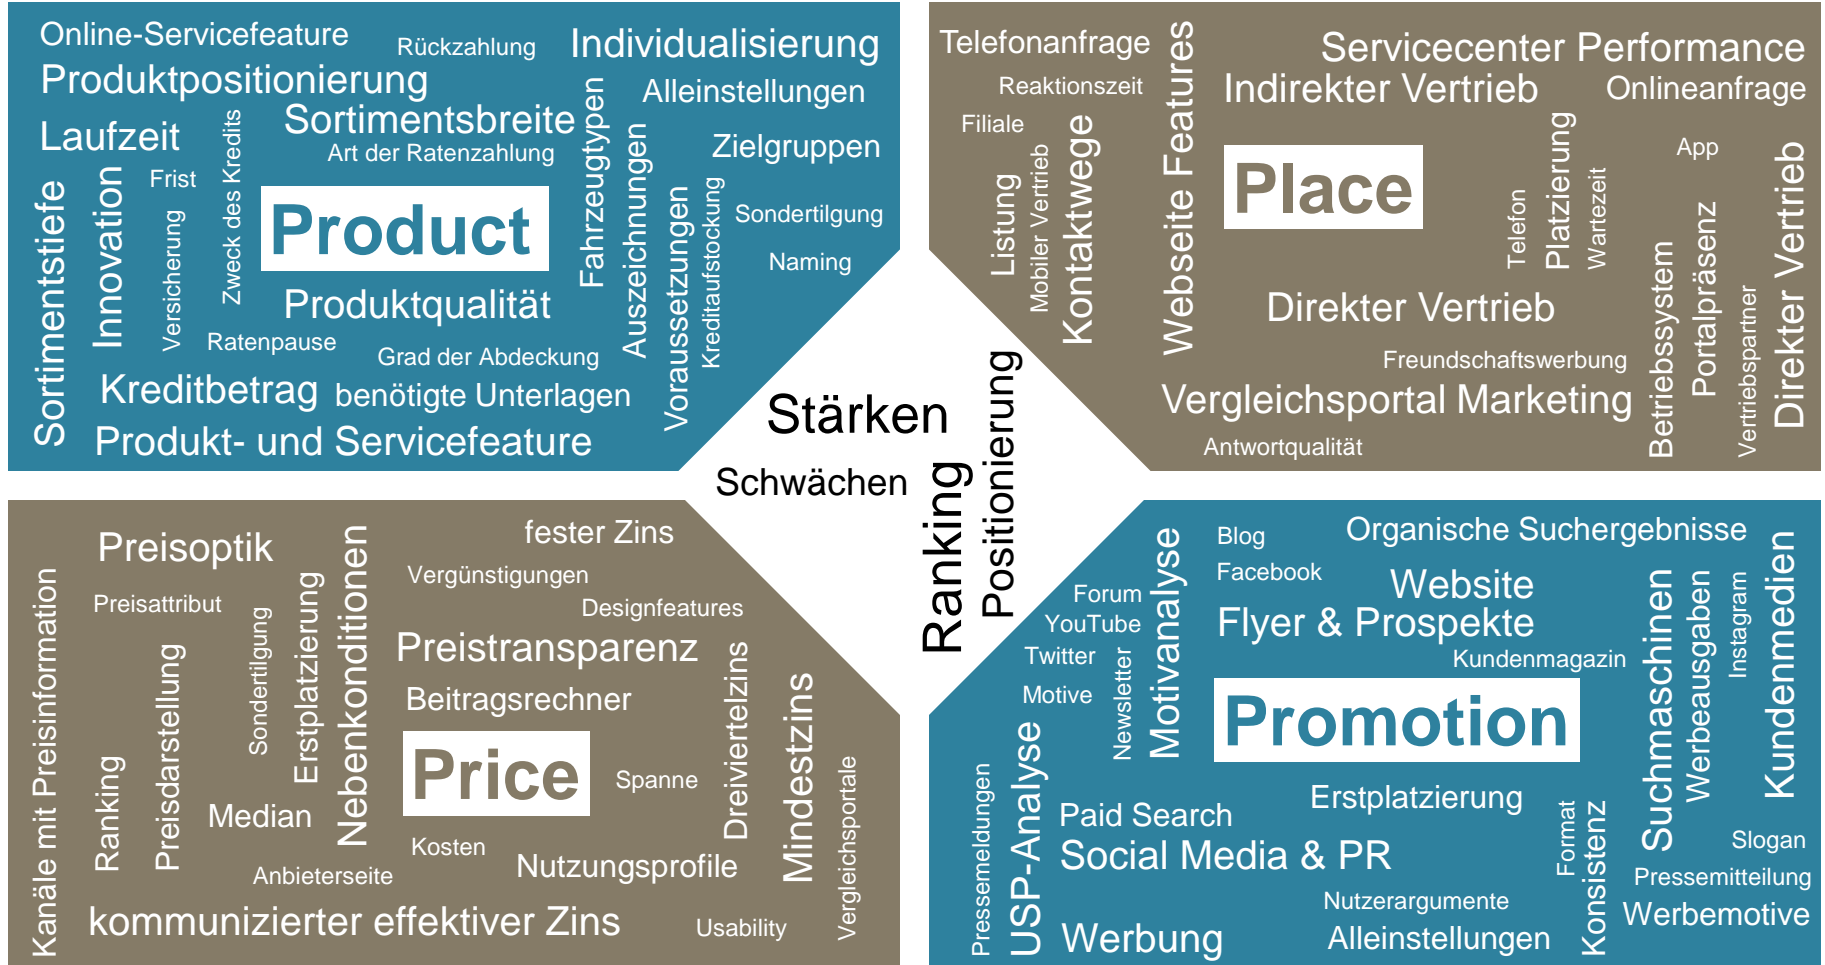 Online-Servicefeature
Rückzahlung
Individualisierung
Produktpositionierung
Alleinstellungen
Sortimentsbreite
Laufzeit
Art der Ratenzahlung
Zielgruppen
Fahrzeugtypen
Auszeichnungen
Zweck des Kredits
Frist
Innovation
Sortimentstiefe
Versicherung
Product
Voraussetzungen
Kreditaufstockung
Sondertilgung
Naming
Produktqualität
Ratenpause
Grad der Abdeckung
Kreditbetrag
benötigte Unterlagen
Produkt- und Servicefeature
Telefonanfrage
Servicecenter Performance
Reaktionszeit
Webseite Features
Indirekter Vertrieb
Onlineanfrage
Filiale
Kontaktwege
Mobiler Vertrieb
Listung
Place
Platzierung
Wartezeit
Telefon
App
Direkter Vertrieb
Portalpräsenz
Betriebssystem
Vertriebspartner
Direkter Vertrieb
Freundschaftswerbung
Vergleichsportal Marketing
Antwortqualität
Stärken
Schwächen
Ranking
Positionierung
Preisoptik
fester Zins
Nebenkonditionen
Vergünstigungen
Kanäle mit Preisinformation
Preisattribut
Designfeatures
Erstplatzierung
Sondertilgung
Preisdarstellung
Preistransparenz
Beitragsrechner
Dreiviertelzins
Mindestzins
Price
Spanne
Ranking
Median
Vergleichsportale
Kosten
Nutzungsprofile
Anbieterseite
kommunizierter effektiver Zins
Usability
Blog
Organische Suchergebnisse
Motivanalyse
Facebook
Website
Forum
Flyer & Prospekte
YouTube
Twitter
Kundenmagazin
Newsletter
Motive
Suchmaschinen
Werbeausgaben
Instagram
Kundenmedien
Promotion
USP-Analyse
Pressemeldungen
Erstplatzierung
Paid Search
Social Media & PR
Format
Konsistenz
Slogan
Pressemitteilung
Nutzerargumente
Werbemotive
Werbung
Alleinstellungen